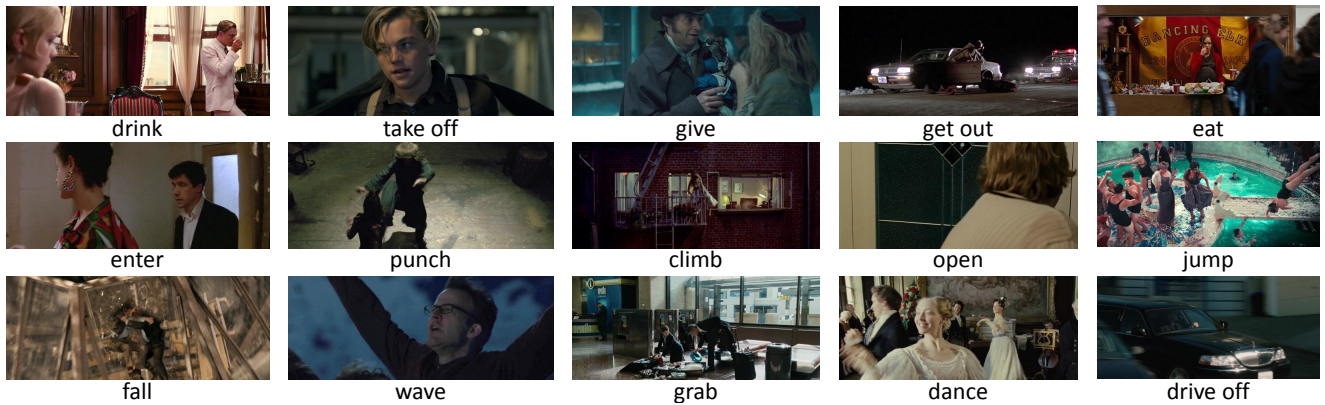 DANCING ELK
drink
take off
give
get out
eat
enter
punch
climb
open
jump
fall
wave
grab
dance
drive off